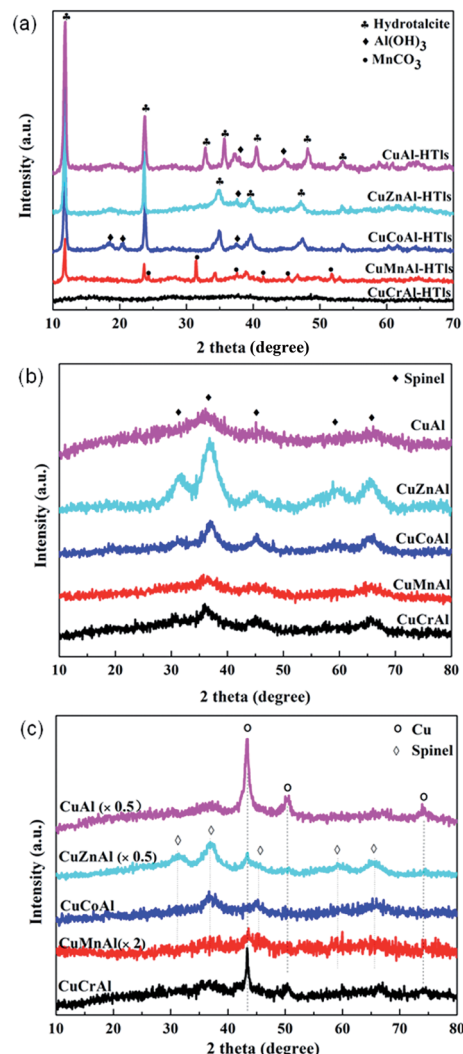 (a)
♣ Hydrotalcite
♦ Al(OH)3
• MnCO3
CuAl-HTls
CuZnAl-HTls
CuCoAl-HTls
CuMnAl-HTls
CuCrAl-HTls
Intensity (a.u.)
10 20 30 40 50 60 70
2 theta (degree)
(b)
♦ Spinel
CuAl
CuZnAl
CuCoAl
CuMnAl
CuCrAl
Intensity (a.u.)
10 20 30 40 50 60 70 80
2 theta (degree)
(c)
o Cu
◊ Spinel
CuAl (× 0.5)
CuZnAl (× 0.5)
CuCoAl
CuMnAl(× 2)
CuCrAl
Intensity (a.u.)
10 20 30 40 50 60 70 80
2 theta (degree)